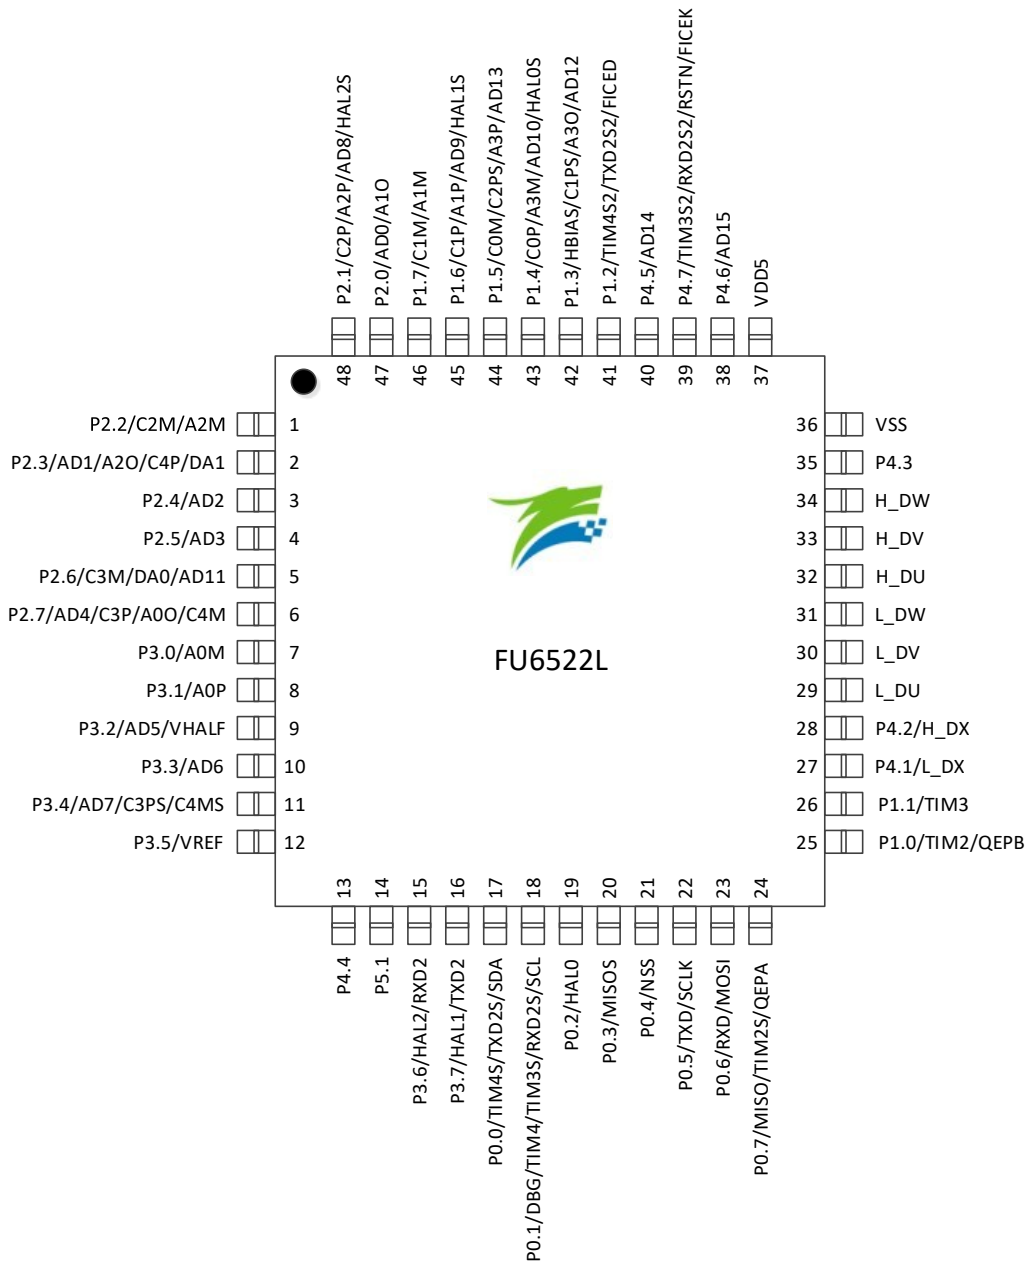 P2.1/C2P/A2P/AD8/HAL2S
P2.0/AD0/A1O
P1.7/C1M/A1M
P1.6/C1P/A1P/AD9/HAL1S
P1.5/C0M/C2PS/A3P/AD13
P1.4/C0P/A3M/AD10/HAL0S
P1.3/HBIAS/C1PS/A3O/AD12
P1.2/TIM4S2/TXD2S2/FICED
P4.5/AD14
P4.7/TIM3S2/RXD2S2/RSTN/FICEK
P4.6/AD15
VDD5
48 47 46 45 44 43 42 41 40 39 38 37
P2.2/C2M/A2M 1 36 VSS
P2.3/AD1/A2O/C4P/DA1 2 35 P4.3
P2.4/AD2 3 34 H_DW
P2.5/AD3 4 33 H_DV
P2.6/C3M/DA0/AD11 5 32 H_DU
P2.7/AD4/C3P/A0O/C4M 6 31 L_DW
P3.0/A0M 7 30 L_DV
FU6522L
P3.1/A0P 8 29 L_DU
P3.2/AD5/VHALF 9 28 P4.2/H_DX
P3.3/AD6 10 27 P4.1/L_DX
P3.4/AD7/C3PS/C4MS 11 26 P1.1/TIM3
P3.5/VREF 12 25 P1.0/TIM2/QEPB
13 14 15 16 17 18 19 20 21 22 23 24
P4.4
P5.1
P3.6/HAL2/RXD2
P3.7/HAL1/TXD2
P0.0/TIM4S/TXD2S/SDA
P0.1/DBG/TIM4/TIM3S/RXD2S/SCL
P0.2/HAL0
P0.3/MISOS
P0.4/NSS
P0.5/TXD/SCLK
P0.6/RXD/MOSI
P0.7/MISO/TIM2S/QEPA